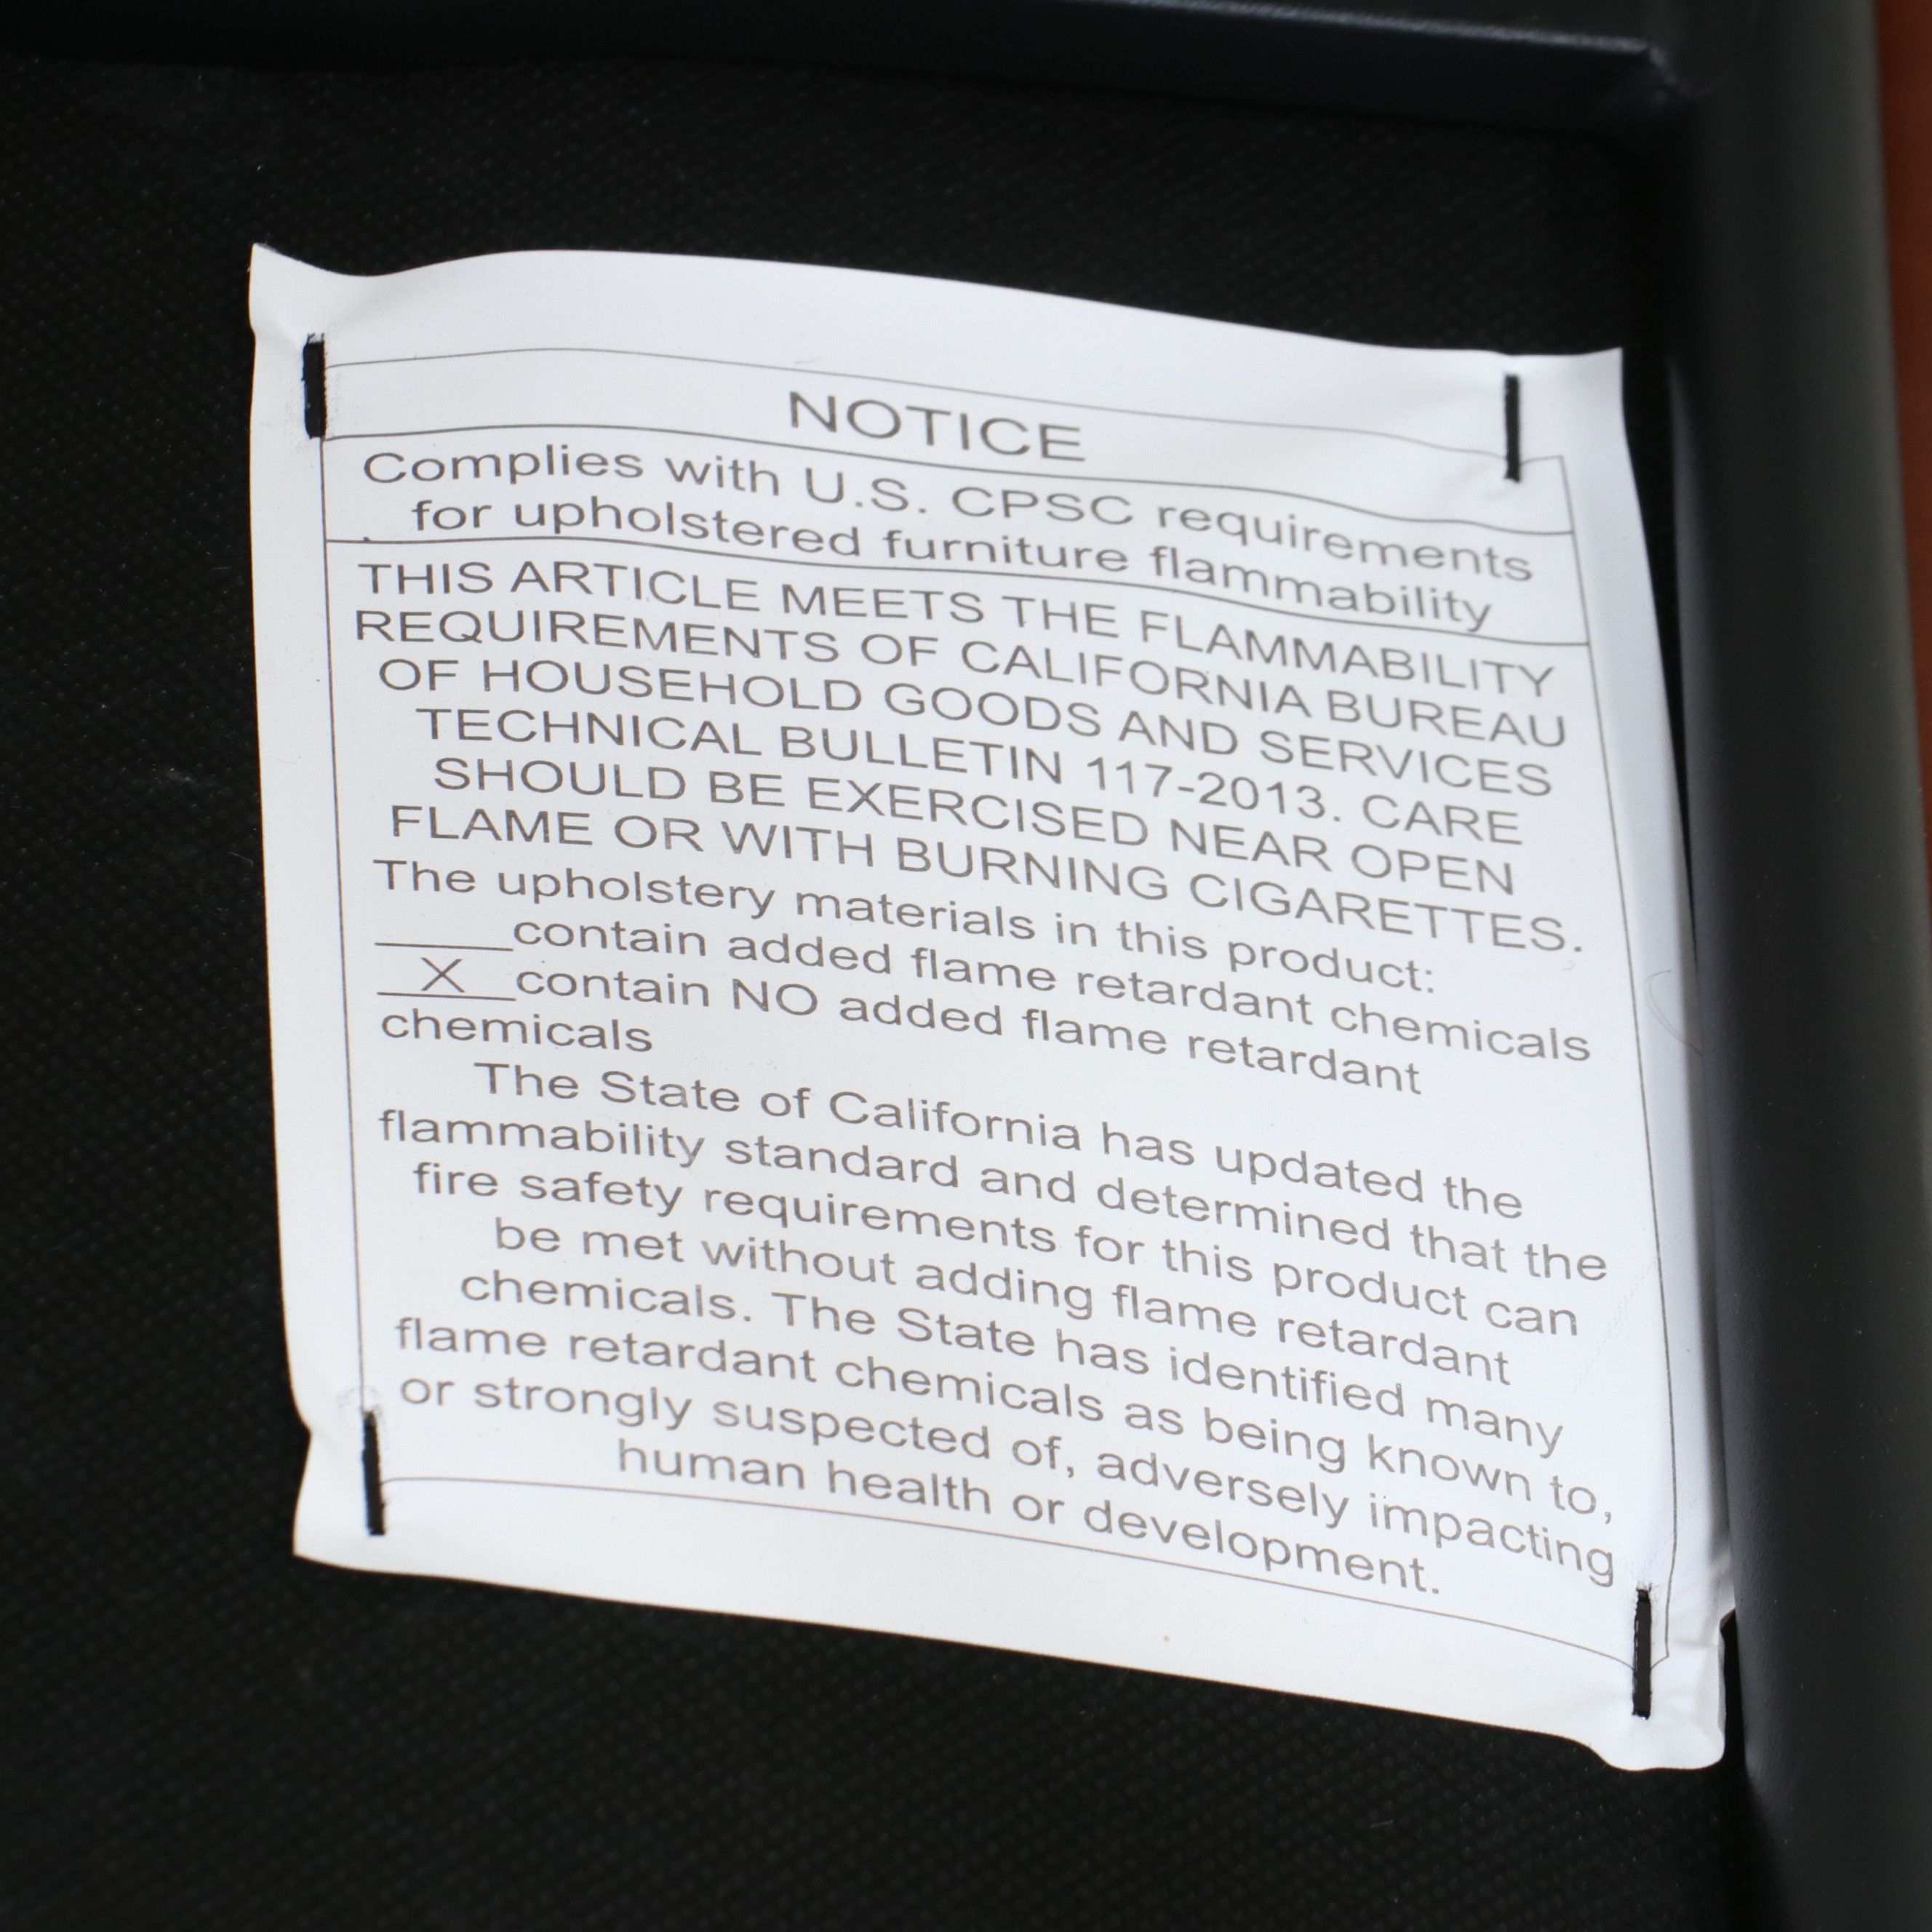 NOTICE
Complies with U.S. CPSC requirements
for upholstered furniture flammability
THIS ARTICLE MEETS THE FLAMMABILITY
REQUIREMENTS OF CALIFORNIA BUREAU
OF HOUSEHOLD GOODS AND SERVICES
TECHNICAL BULLETIN 117-2013. CARE
SHOULD BE EXERCISED NEAR OPEN
FLAME OR WITH BURNING CIGARETTES.
The upholstery materials in this product:
_____contain added flame retardant chemicals
__X__contain NO added flame retardant
chemicals
The State of California has updated the
flammability standard and determined that the
fire safety requirements for this product can
be met without adding flame retardant
chemicals. The State has identified many
flame retardant chemicals as being known to,
or strongly suspected of, adversely impacting
human health or development.